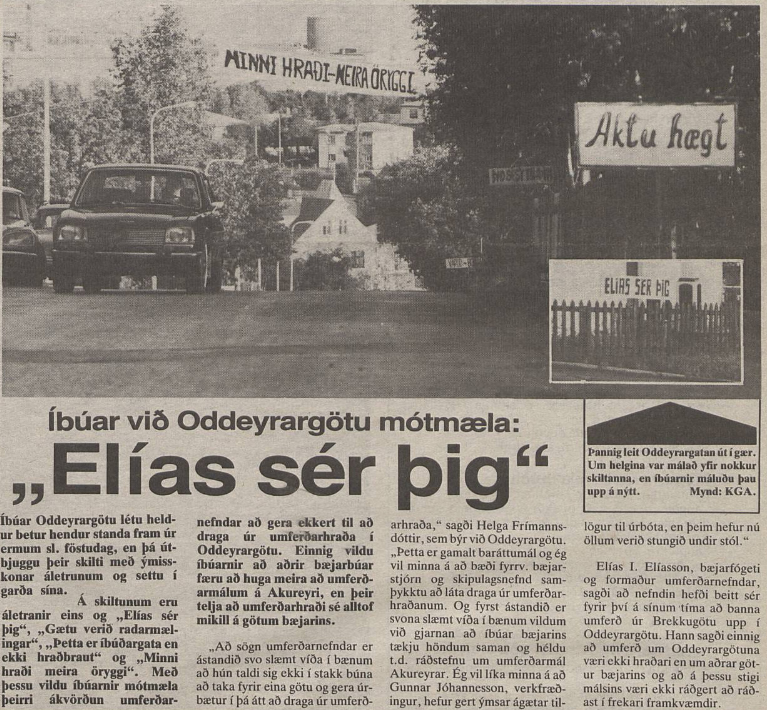 MINNI HRAÐI-MEIRA ÖRYGGI
Aktu hægt
ELÍAS SÉR ÞIG
Íbúar við Oddeyrargötu mótmæla:
„Elías sér þig“
Þannig leit Oddeyrargatan út í gær.
Um helgina var málað yfir nokkur
skiltanna, en íbúarnir máluðu þau
upp á nýtt. Mynd: KGA.
Íbúar Oddeyrargötu létu held-
ur betur hendur standa fram úr
ermum sl. föstudag, en þá út-
bjuggu þeir skilti með ýmiss-
konar áletrunum og settu í
garða sína.
Á skiltunum eru
áletranir eins og „Elías sér
þig“, „Gætu verið radarmæl-
ingar“, „Þetta er íbúðargata en
ekki hraðbraut“ og „Minni
hraði meira öryggi“. Með
þessu vildu íbúarnir mótmæla
þeirri ákvörðun umferðar-
nefndar að gera ekkert til að
draga úr umferðarhraða í
Oddeyrargötu. Einnig vildu
íbúarnir að aðrir bæjarbúar
færu að huga meira að umferð-
armálum á Akureyri, en þeir
telja að umferðarhraði sé alltof
mikill á götum bæjarins.
„Að sögn umferðarnefndar er
ástandið svo slæmt víða í bænum
að hún taldi sig ekki í stakk búna
að taka fyrir eina götu og gera úr-
bætur í þá átt að draga úr umferð-
arhraða,“ sagði Helga Frímanns-
dóttir, sem býr við Oddeyrargötu.
„Þetta er gamalt baráttumál og ég
vil minna á að bæði fyrrv. bæjar-
stjórn og skipulagsnefnd sam-
þykktu að láta draga úr umferðar-
hraðanum. Og fyrst ástandið er
svona slæmt víða í bænum vildum
við gjarnan að íbúar bæjarins
tækju höndum saman og héldu
t.d. ráðstefnu um umferðarmál
Akureyrar. Ég vil líka minna á að
Gunnar Jóhannesson, verkfræð-
ingur, hefur gert ýmsar ágætar til-
lögur til úrbóta, en þeim hefur nú
öllum verið stungið undir stól.“
Elías I. Elíasson, bæjarfógeti
og formaður umferðarnefndar,
sagði að nefndin hefði beitt sér
fyrir því á sínum tíma að banna
umferð úr Brekkugötu upp í
Oddeyrargötu. Hann sagði einnig
að umferð um Oddeyrargötuna
væri ekki hraðari en um aðrar göt-
ur bæjarins og að á þessu stigi
málsins væri ekki ráðgert að ráð-
ast í frekari framkvæmdir.